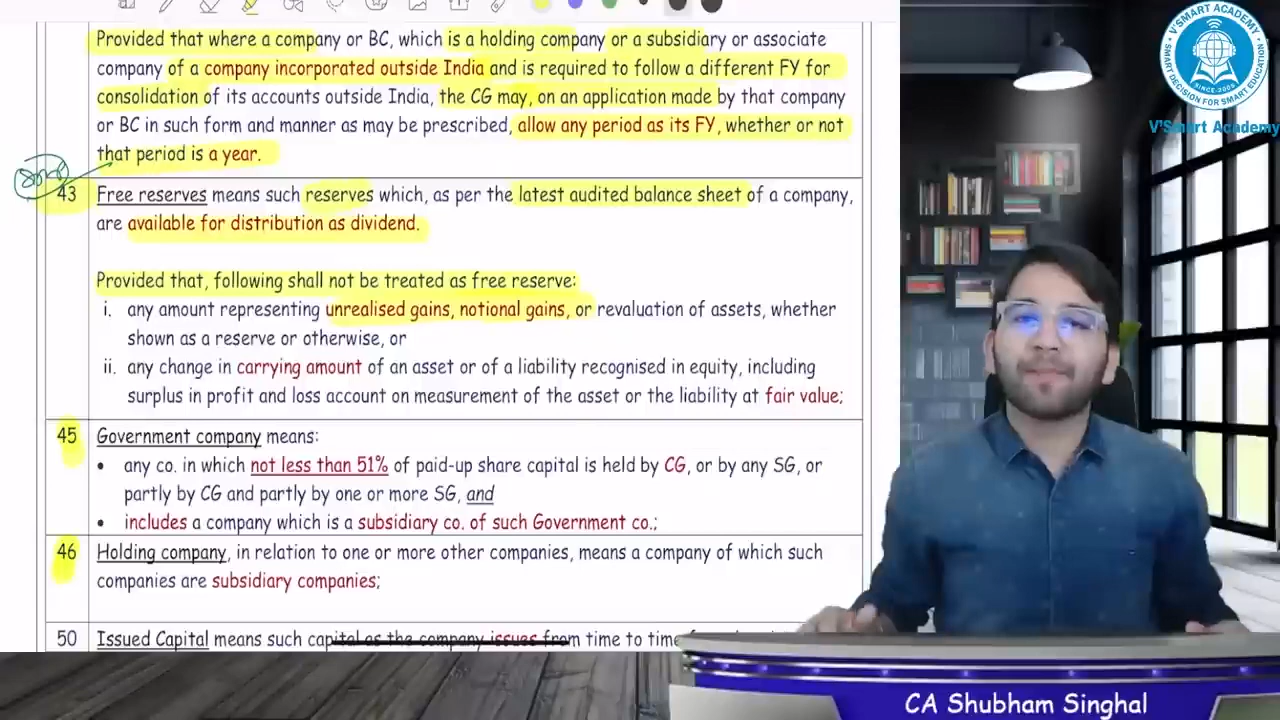 Provided that where a company or BC, which is a holding company or a subsidiary or associate
company of a company incorporated outside India and is required to follow a different FY for
consolidation of its accounts outside India, the CG may, on an application made by that company
or BC in such form and manner as may be prescribed, allow any period as its FY, whether or not
that period is a year.
43 Free reserves means such reserves which, as per the latest audited balance sheet of a company,
are available for distribution as dividend.
Provided that, following shall not be treated as free reserve:
i. any amount representing unrealised gains, notional gains, or revaluation of assets, whether
shown as a reserve or otherwise, or
ii. any change in carrying amount of an asset or of a liability recognised in equity, including
surplus in profit and loss account on measurement of the asset or the liability at fair value;
45 Government company means:
• any co. in which not less than 51% of paid-up share capital is held by CG, or by any SG, or
partly by CG and partly by one or more SG, and
• includes a company which is a subsidiary co. of such Government co.;
46 Holding company, in relation to one or more other companies, means a company of which such
companies are subsidiary companies;
50 Issued Capital means such capital as the company issues from time to time
V'SMART ACADEMY
SMART DECISION FOR SMART EDUCATION
V'Smart Academy
CA Shubham Singhal